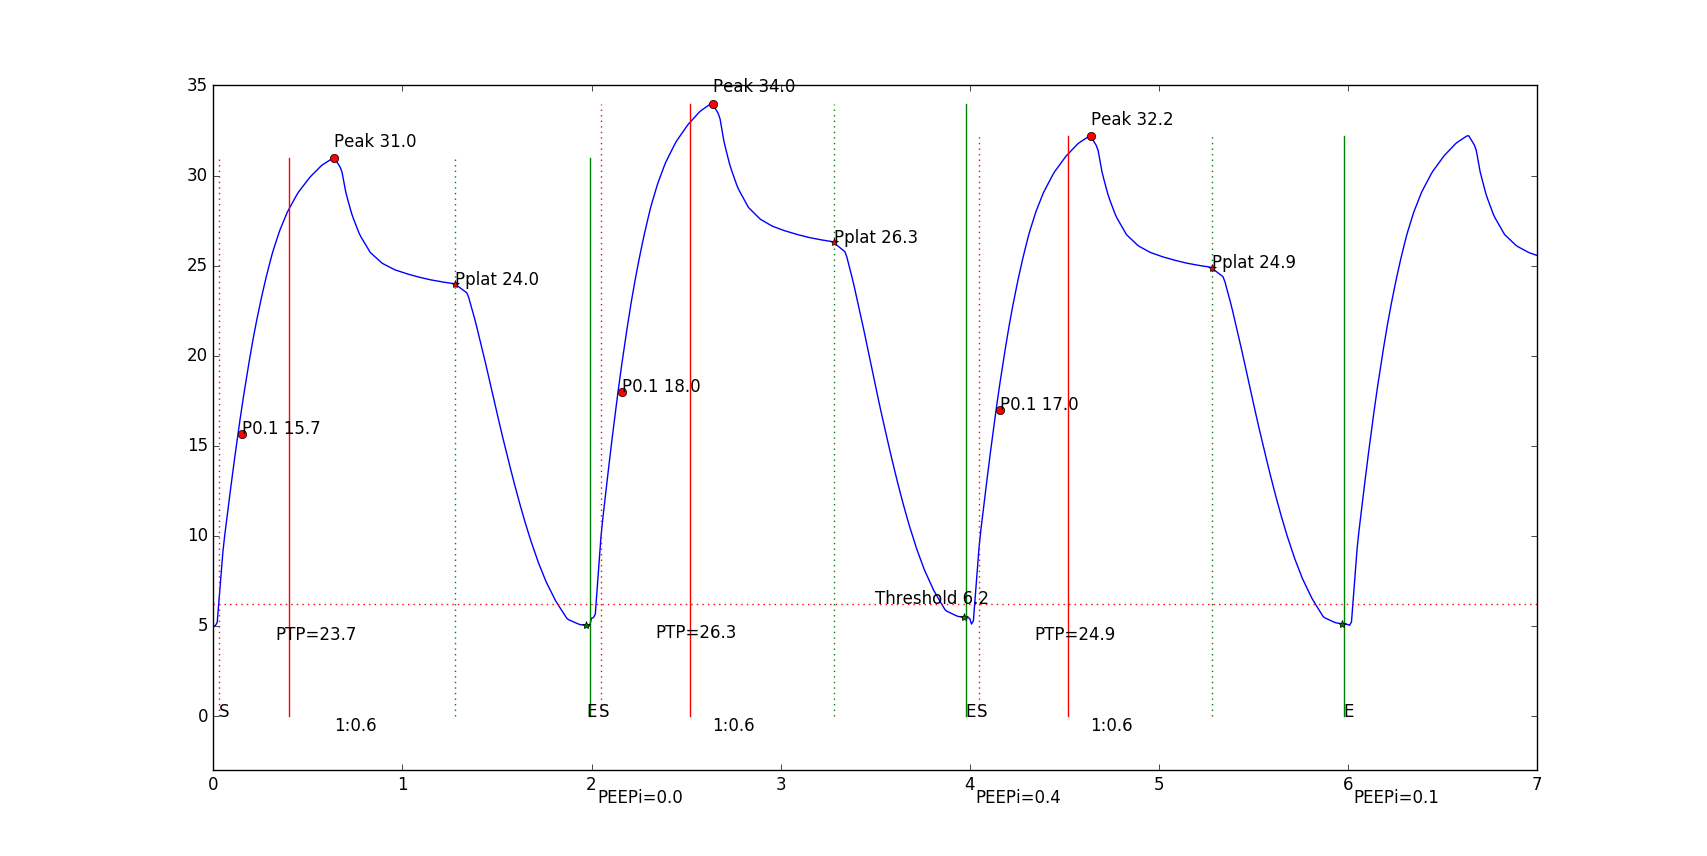 35
Peak 34.0
Peak 31.0
Peak 32.2
30
Pplat 24.0
Pplat 26.3
Pplat 24.9
25
20
P0.1 15.7
P0.1 18.0
P0.1 17.0
15
10
Threshold 6.2
5
PTP=23.7
PTP=26.3
PTP=24.9
0
S
E S
E S
E
1:0.6
1:0.6
1:0.6
0 1 2 3 4 5 6 7
PEEPi=0.0
PEEPi=0.4
PEEPi=0.1